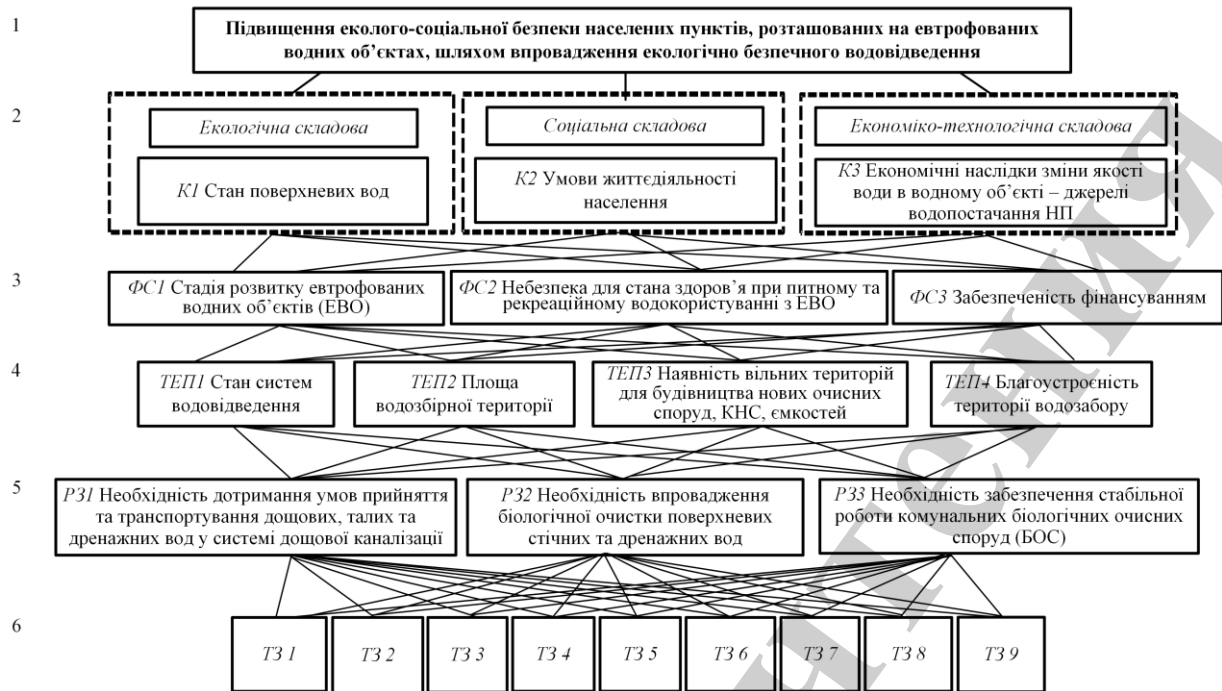 1
Підвищення еколого-соціальної безпеки населених пунктів, розташованих на евтрофованих
водних об’єктах, шляхом впровадження екологічно безпечного водовідведення
2
Екологічна складова
Соціальна складова
Економіко-технологічна складова
К1 Стан поверхневих вод
К2 Умови життєдіяльності
населення
К3 Економічні наслідки зміни якості
води в водному об’єкті – джерелі
водопостачання НП
3
ФС1 Стадія розвитку евтрофованих
водних об’єктів (ЕВО)
ФС2 Небезпека для стана здоров’я при питному та
рекреаційному водокористуванні з ЕВО
ФС3 Забезпеченість фінансуванням
4
ТЕП1 Стан систем
водовідведення
ТЕП2 Площа
водозбірної території
ТЕП3 Наявність вільних територій
для будівництва нових очисних
споруд, КНС, ємкостей
ТЕП4 Благоустроєність
території водозабору
5
РЗ1 Необхідність дотримання умов прийняття
та транспортування дощових, талих та
дренажних вод у системі дощової каналізації
РЗ2 Необхідність впровадження
біологічної очистки поверхневих
стічних та дренажних вод
РЗ3 Необхідність забезпечення стабільної
роботи комунальних біологічних очисних
споруд (БОС)
6
ТЗ 1
ТЗ 2
ТЗ 3
ТЗ 4
ТЗ 5
ТЗ 6
ТЗ 7
ТЗ 8
ТЗ 9